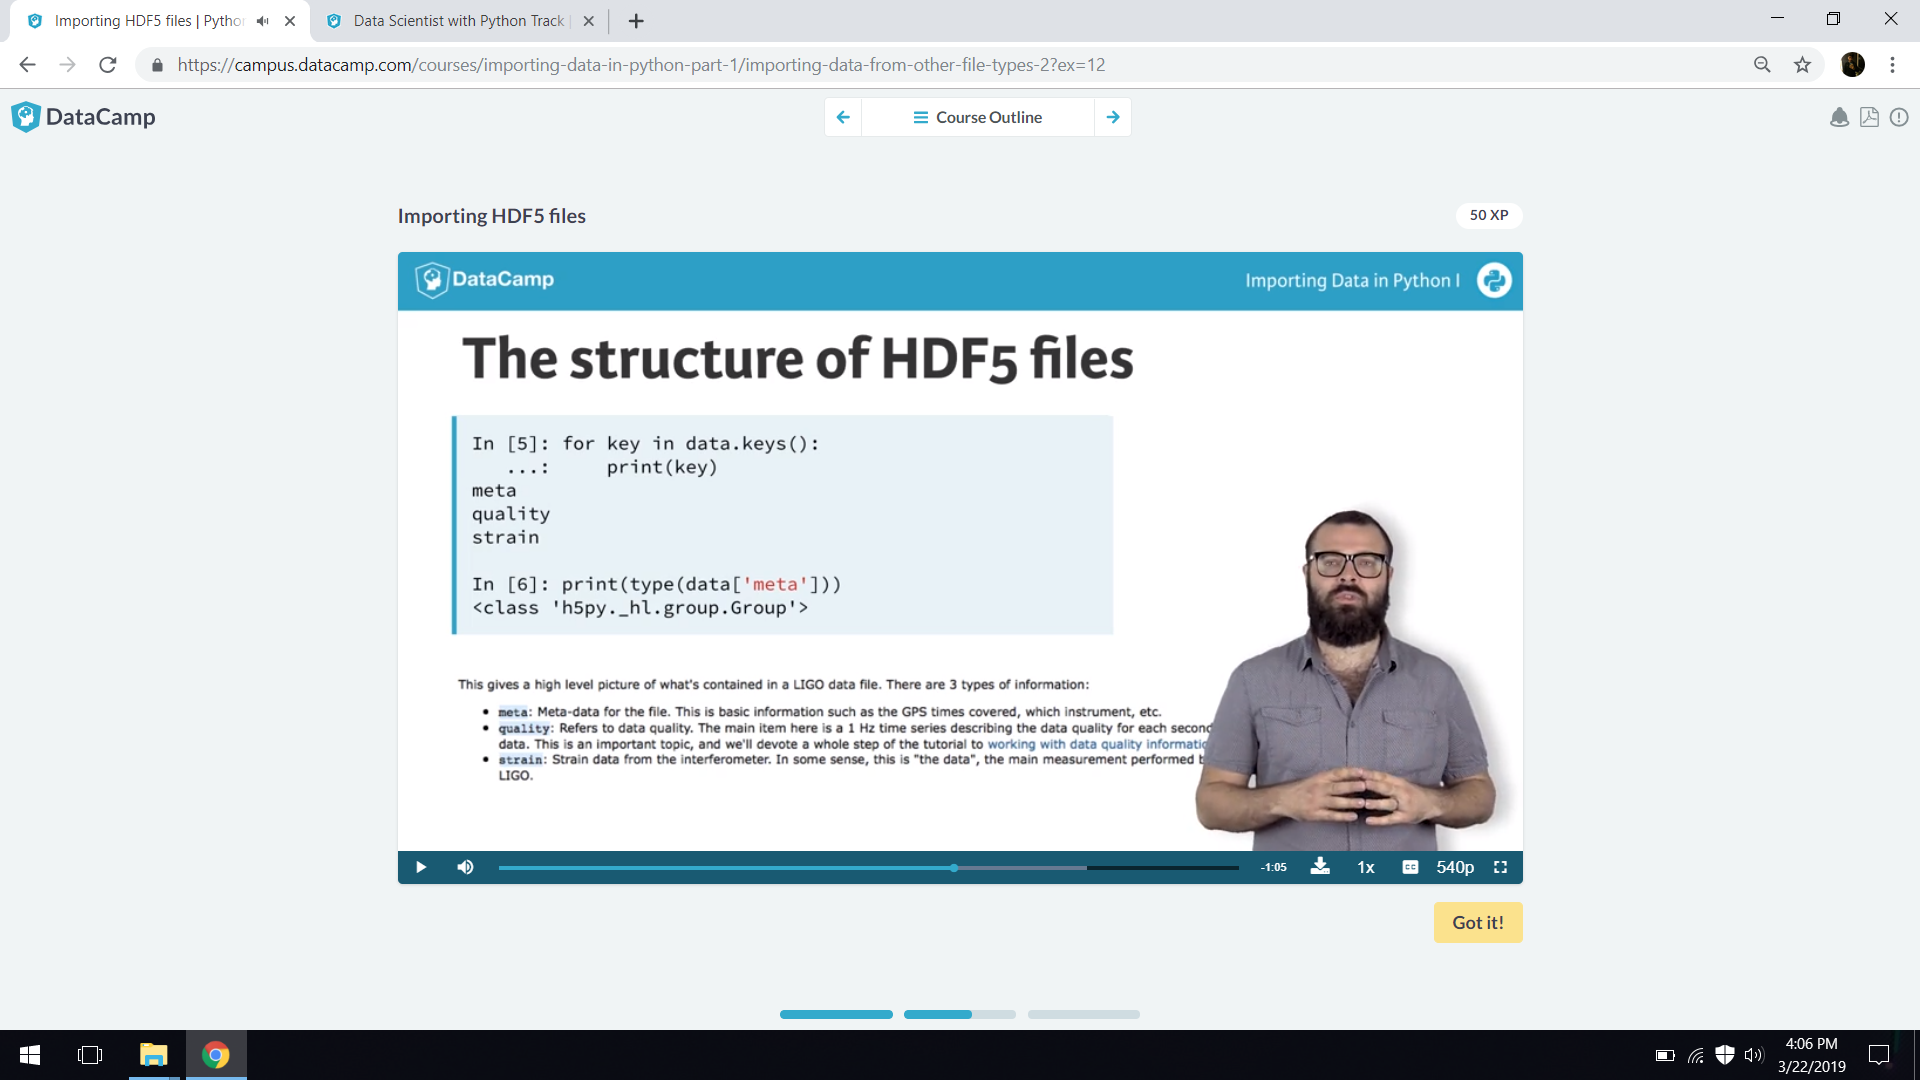 Importing HDF5 files | Pytho
Data Scientist with Python Track
https://campus.datacamp.com/courses/importing-data-in-python-part-1/importing-data-from-other-file-types-2?ex=12
DataCamp
Course Outline
Importing HDF5 files
50 XP
DataCamp
Importing Data in Python I
The structure of HDF5 files
In [5]: for key in data.keys():
...: print(key)
meta
quality
strain
In [6]: print(type(data['meta']))
<class 'h5py._hl.group.Group'>
This gives a high level picture of what's contained in a LIGO data file. There are 3 types of information:
• meta: Meta-data for the file. This is basic information such as the GPS times covered, which instrument, etc.
• quality: Refers to data quality. The main item here is a 1 Hz time series describing the data quality for each second
data. This is an important topic, and we'll devote a whole step of the tutorial to working with data quality informatio
• strain: Strain data from the interferometer. In some sense, this is "the data", the main measurement performed b
LIGO.
-1:05
1x
CC
540p
Got it!
4:06 PM
3/22/2019